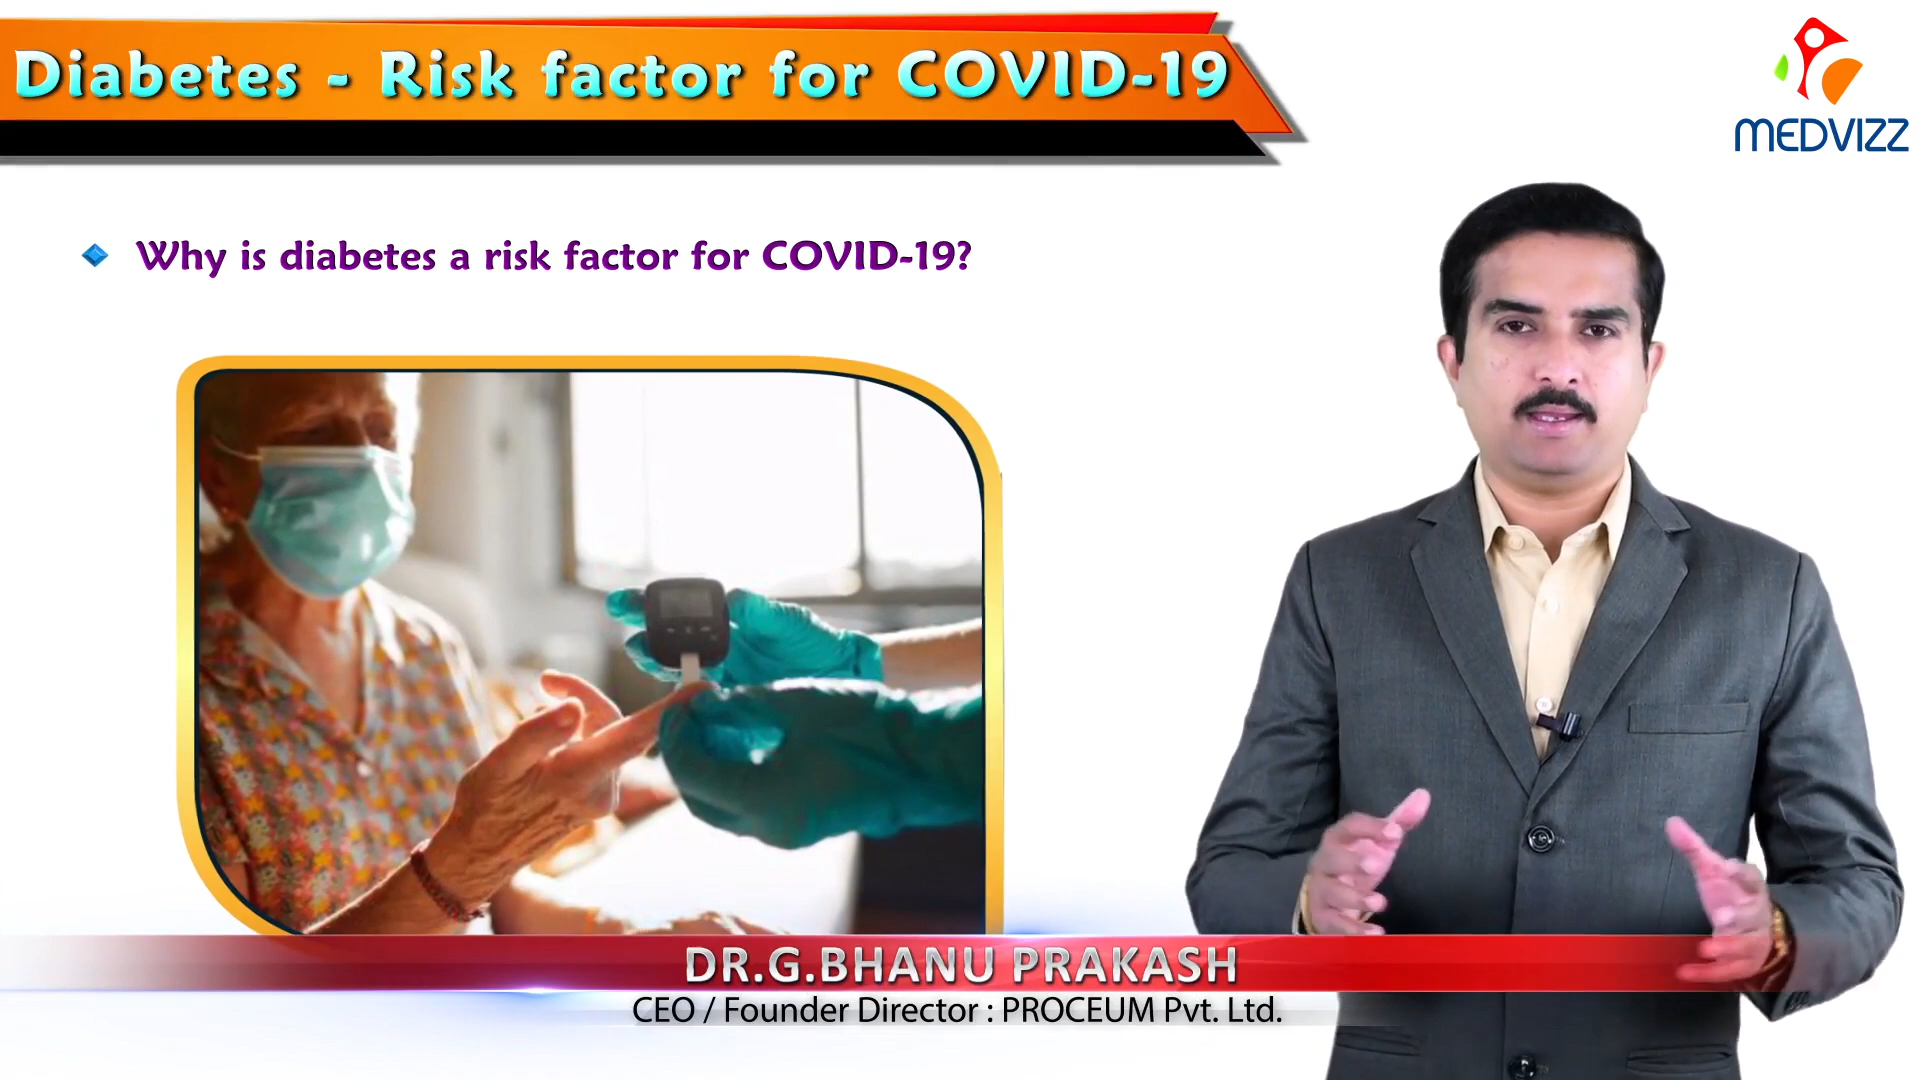 Diabetes - Risk factor for COVID-19
MEDVIZZ
Why is diabetes a risk factor for COVID-19?
DR.G.BHANU PRAKASH
CEO / Founder Director : PROCEUM Pvt. Ltd.